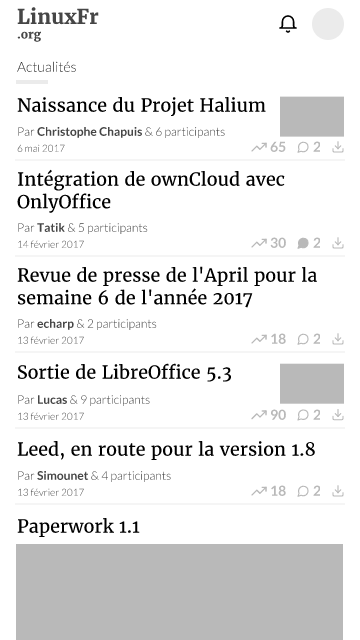 LinuxFr
.org
Actualités
Naissance du Projet Halium
Par Christophe Chapuis & 6 participants
6 mai 2017
65 2
Intégration de ownCloud avec
OnlyOffice
Par Tatik & 5 participants
14 février 2017
30 2
Revue de presse de l'April pour la
semaine 6 de l'année 2017
Par echarp & 2 participants
13 février 2017
18 2
Sortie de LibreOffice 5.3
Par Lucas & 9 participants
13 février 2017
90 2
Leed, en route pour la version 1.8
Par Simounet & 4 participants
13 février 2017
18 2
Paperwork 1.1